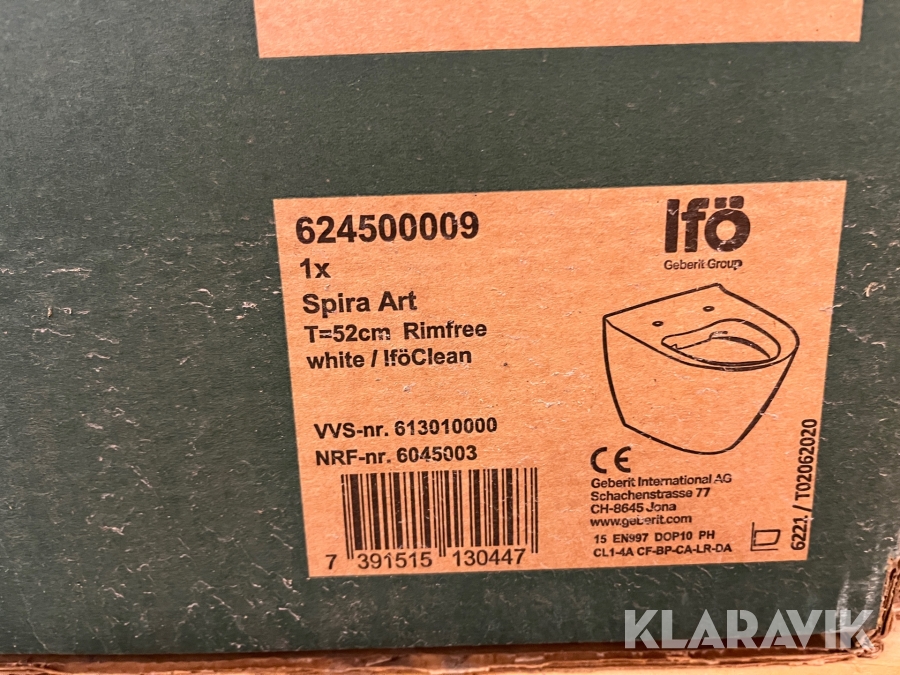 624500009
1x
Spira Art
T=52cm Rimfree
white / IföClean
VVS-nr. 613010000
NRF-nr. 6045003
7 391515 130447
Ifö
Geberit Group
CE
Geberit International AG
Schachenstrasse 77
CH-8645 Jona
www.geberit.com
15 EN997 DOP10 PH
CL1-4A CF-BP-CA-LR-DA
6221 / T02062020
KLARAVIK